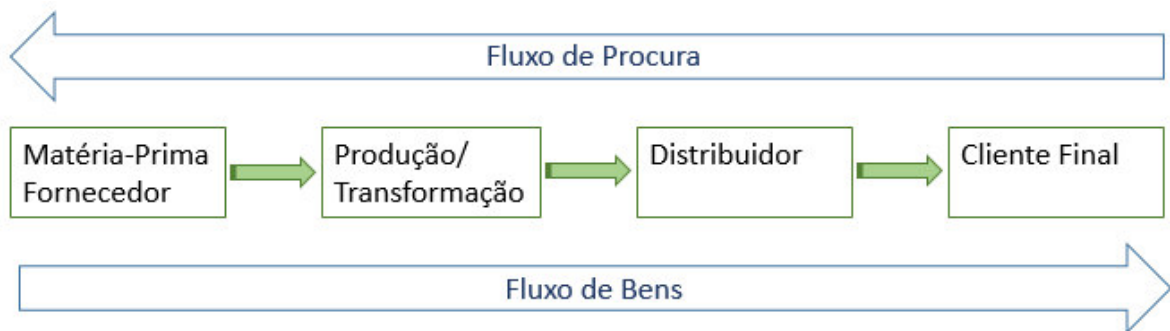 Fluxo de Procura
Matéria-Prima
Fornecedor
Produção/
Transformação
Distribuidor
Cliente Final
Fluxo de Bens